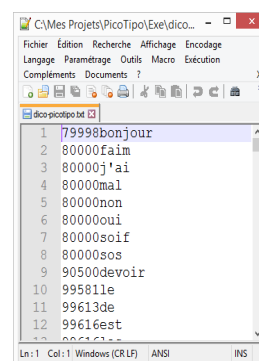 C:\Mes Projets\PicoTipo\Exe\dico...
Fichier Édition Recherche Affichage Encodage
Langage Paramétrage Outils Macro Exécution
Compléments Documents ? X
dico-picotipo.txt
1 79998bonjour
2 80000faim
3 80000j'ai
4 80000mal
5 80000non
6 80000oui
7 80000soif
8 80000sos
9 90500devoir
10 99581le
11 99613de
12 99616est
Ln : 1 Col : 1 Windows (CR LF) ANSI INS